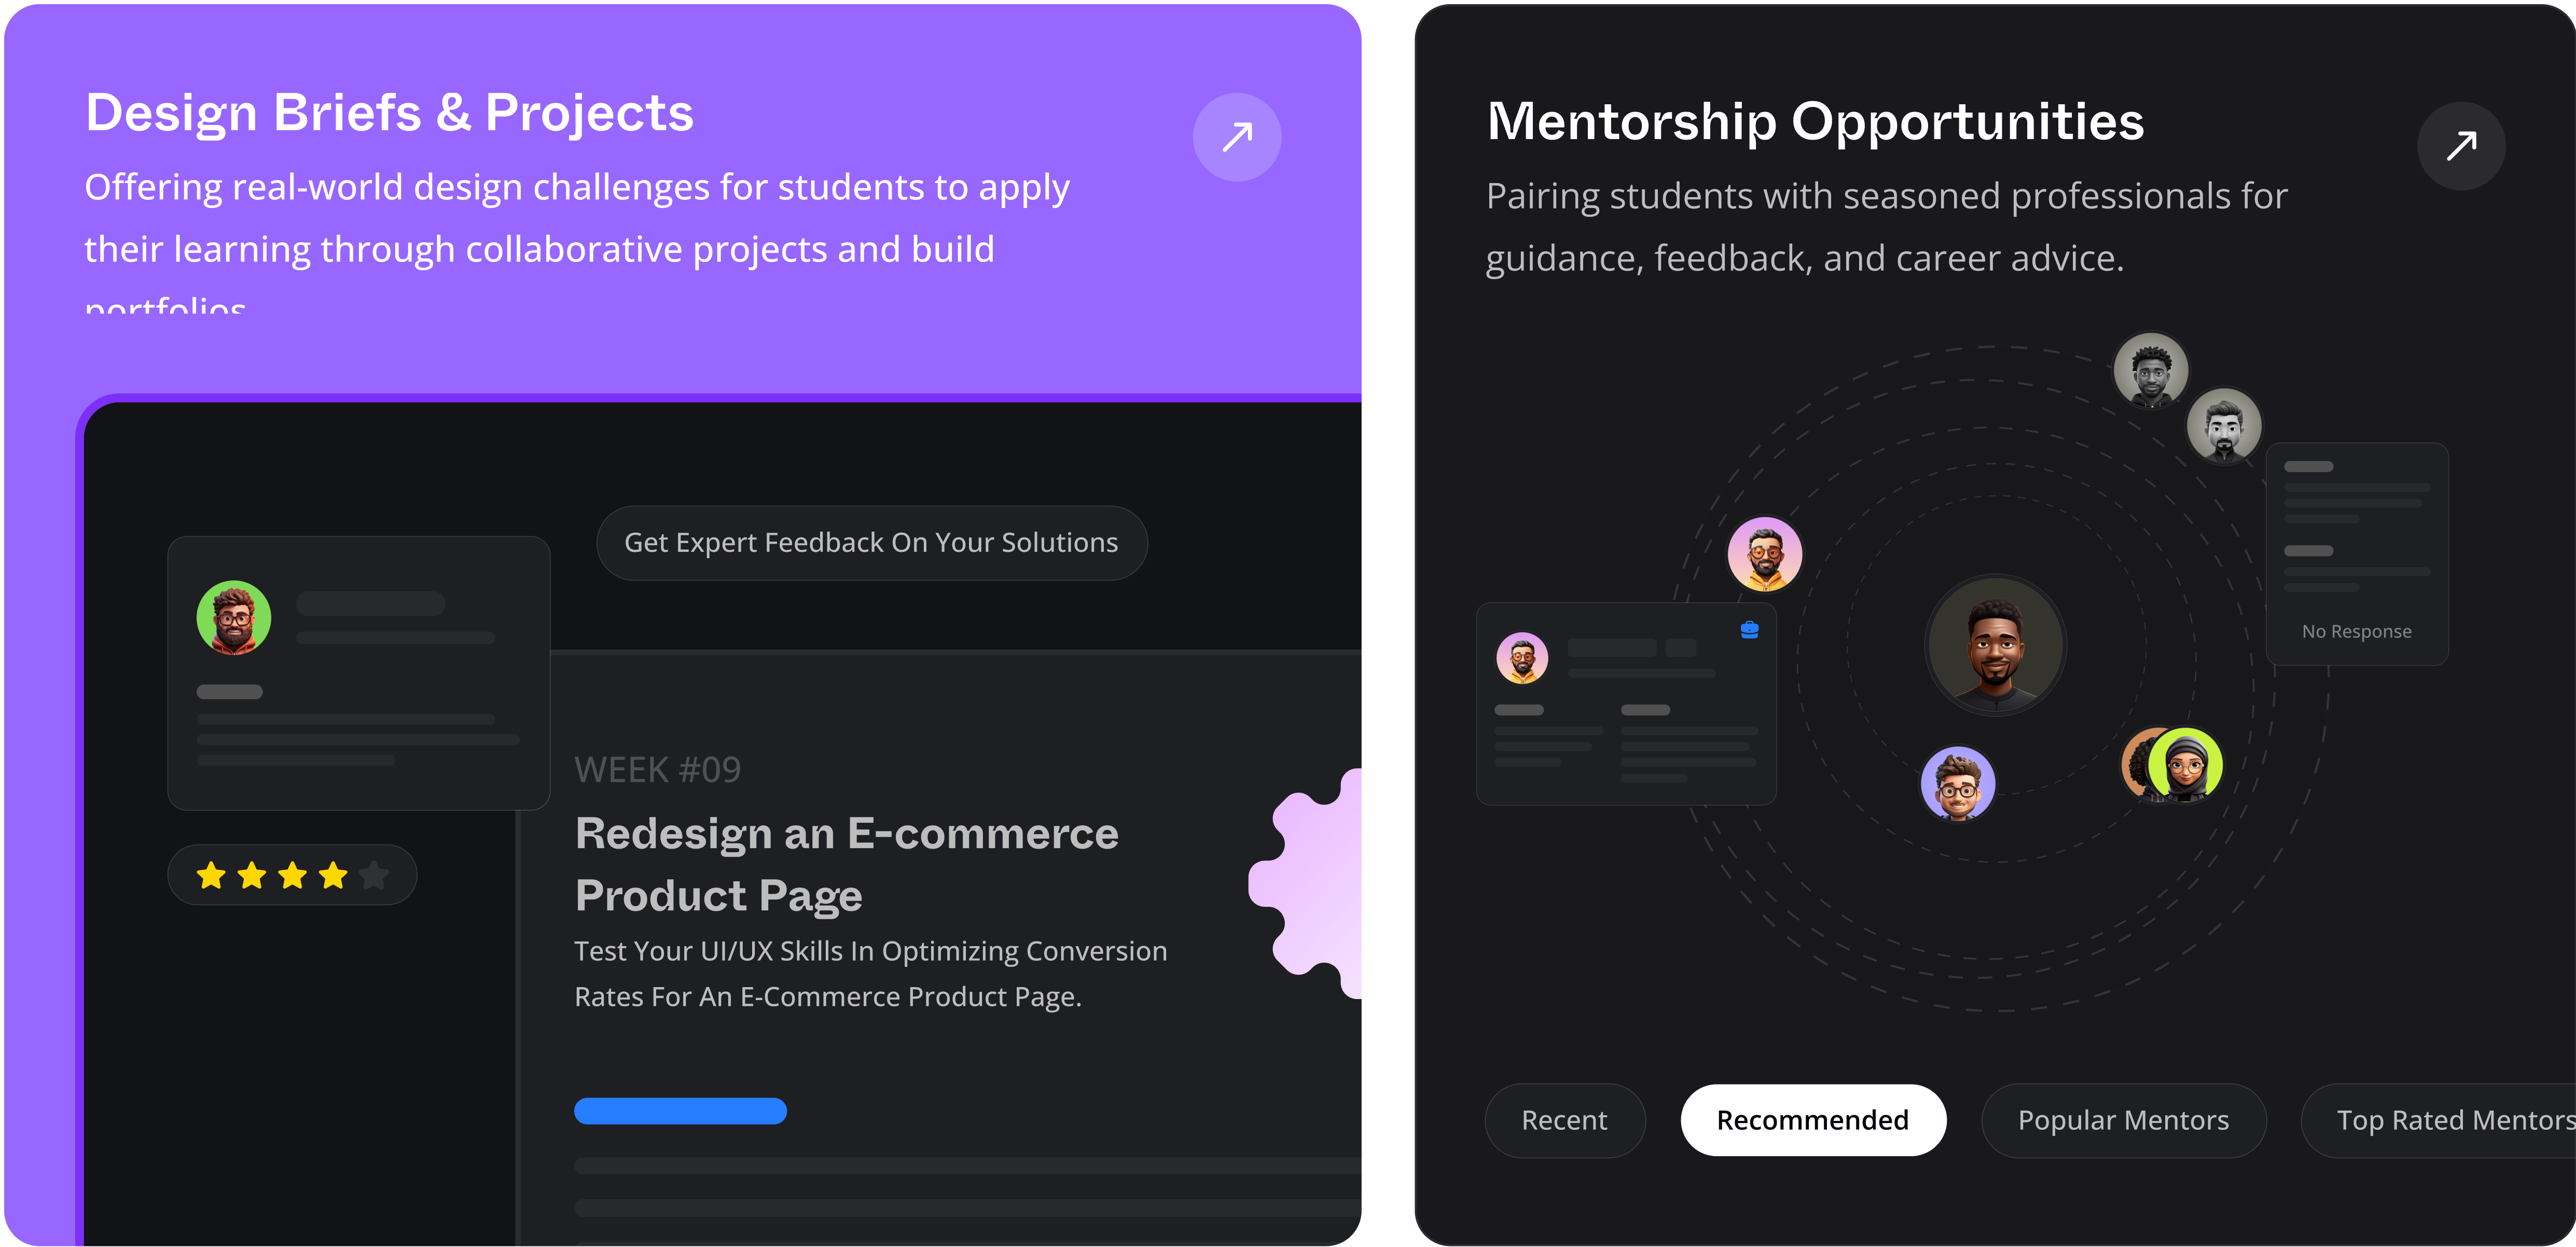 Design Briefs & Projects
Offering real-world design challenges for students to apply
their learning through collaborative projects and build
portfolios
Get Expert Feedback On Your Solutions
WEEK #09
Redesign an E-commerce
Product Page
Test Your UI/UX Skills In Optimizing Conversion
Rates For An E-Commerce Product Page.
Mentorship Opportunities
Pairing students with seasoned professionals for
guidance, feedback, and career advice.
No Response
Recent
Recommended
Popular Mentors
Top Rated Mentors